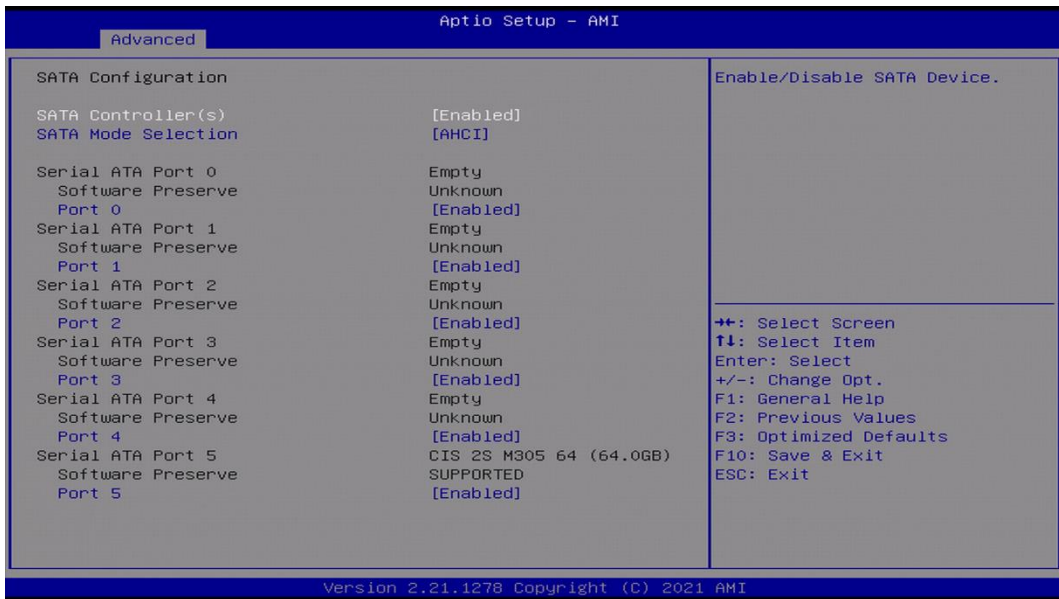 Aptio Setup – AMI
Advanced
SATA Configuration
SATA Controller(s) [Enabled]
SATA Mode Selection [AHCI]
Serial ATA Port 0 Empty
Software Preserve Unknown
Port 0 [Enabled]
Serial ATA Port 1 Empty
Software Preserve Unknown
Port 1 [Enabled]
Serial ATA Port 2 Empty
Software Preserve Unknown
Port 2 [Enabled]
Serial ATA Port 3 Empty
Software Preserve Unknown
Port 3 [Enabled]
Serial ATA Port 4 Empty
Software Preserve Unknown
Port 4 [Enabled]
Serial ATA Port 5 CIS 2S M305 64 (64.0GB)
Software Preserve SUPPORTED
Port 5 [Enabled]
Enable/Disable SATA Device.
→←: Select Screen
↑↓: Select Item
Enter: Select
+/-: Change Opt.
F1: General Help
F2: Previous Values
F3: Optimized Defaults
F10: Save & Exit
ESC: Exit
Version 2.21.1278 Copyright (C) 2021 AMI